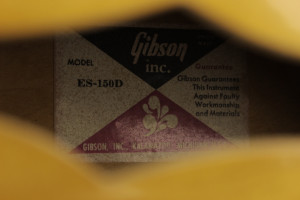 Gibson
inc.
MODEL
ES-150D
Guarantee
Gibson Guarantees
This Instrument
Against Faulty
Workmanship
and Materials
GIBSON, INC.